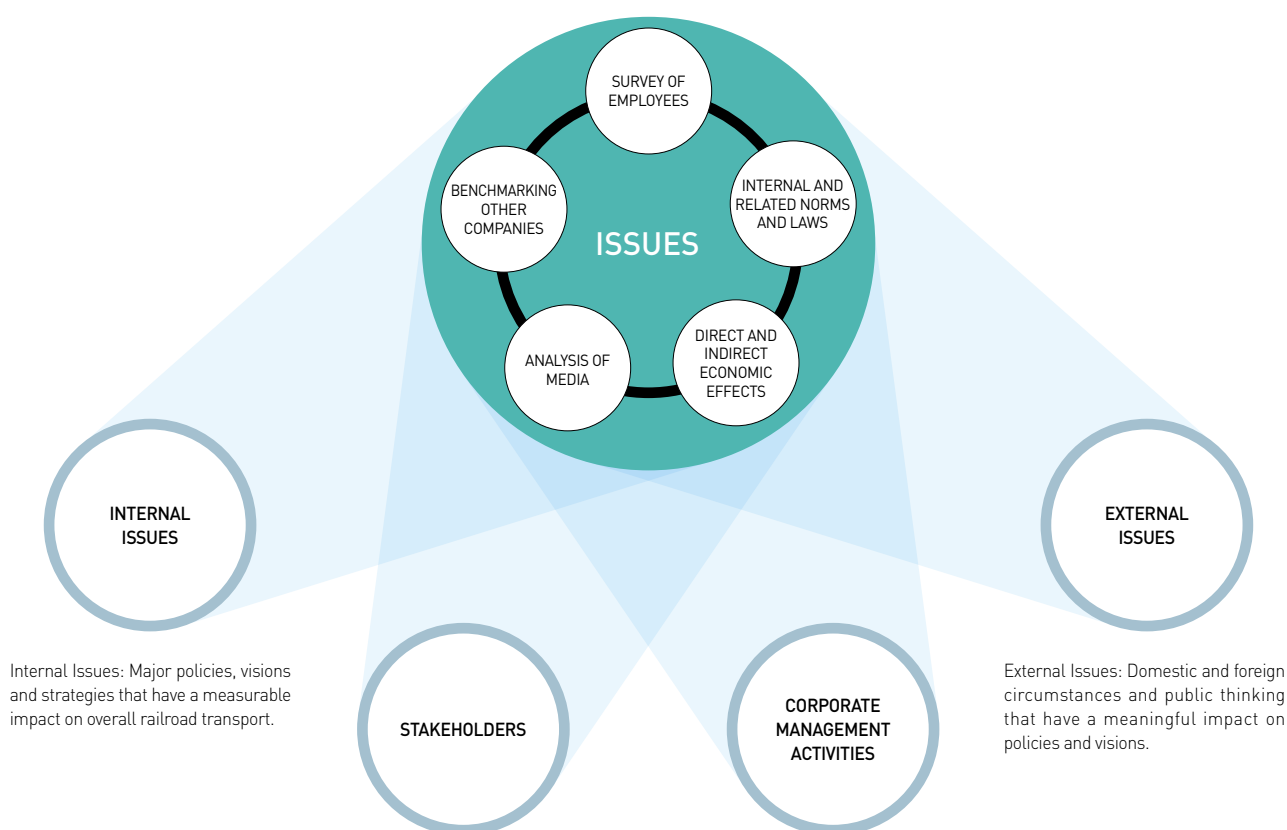 SURVEY OF
EMPLOYEES
BENCHMARKING
OTHER
COMPANIES
INTERNAL AND
RELATED NORMS
AND LAWS
ISSUES
ANALYSIS OF
MEDIA
DIRECT AND
INDIRECT
ECONOMIC
EFFECTS
INTERNAL
ISSUES
EXTERNAL
ISSUES
Internal Issues: Major policies, visions
and strategies that have a measurable
impact on overall railroad transport.
External Issues: Domestic and foreign
circumstances and public thinking
that have a meaningful impact on
policies and visions.
STAKEHOLDERS
CORPORATE
MANAGEMENT
ACTIVITIES